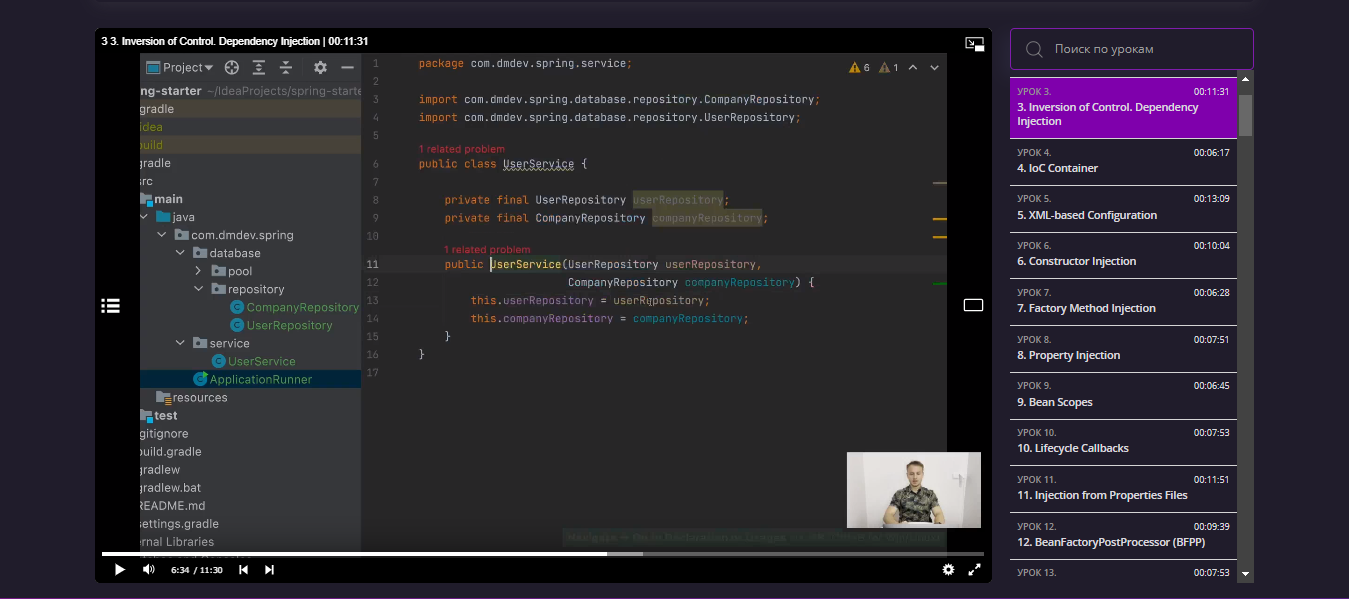 3 3. Inversion of Control. Dependency Injection | 00:11:31
Project
ng-starter ~/IdeaProjects/spring-starte
gradle
idea
build
gradle
src
main
java
com.dmdev.spring
database
pool
repository
CompanyRepository
UserRepository
service
UserService
ApplicationRunner
resources
test
gitignore
build.gradle
gradlew
gradlew.bat
README.md
settings.gradle
ernal Libraries
1 package com.dmdev.spring.service;
2
3 import com.dmdev.spring.database.repository.CompanyRepository;
4 import com.dmdev.spring.database.repository.UserRepository;
5
1 related problem
6 public class UserService {
7
8 private final UserRepository userRepository;
9 private final CompanyRepository companyRepository;
10
1 related problem
11 public UserService(UserRepository userRepository,
12 CompanyRepository companyRepository) {
13 this.userRepository = userRepository;
14 this.companyRepository = companyRepository;
15 }
16 }
17
6 1
6:34 / 11:30
Поиск по урокам
УРОК 3. 00:11:31
3. Inversion of Control. Dependency
Injection
УРОК 4. 00:06:17
4. IoC Container
УРОК 5. 00:13:09
5. XML-based Configuration
УРОК 6. 00:10:04
6. Constructor Injection
УРОК 7. 00:06:28
7. Factory Method Injection
УРОК 8. 00:07:51
8. Property Injection
УРОК 9. 00:06:45
9. Bean Scopes
УРОК 10. 00:07:53
10. Lifecycle Callbacks
УРОК 11. 00:11:51
11. Injection from Properties Files
УРОК 12. 00:09:39
12. BeanFactoryPostProcessor (BFPP)
УРОК 13. 00:07:53